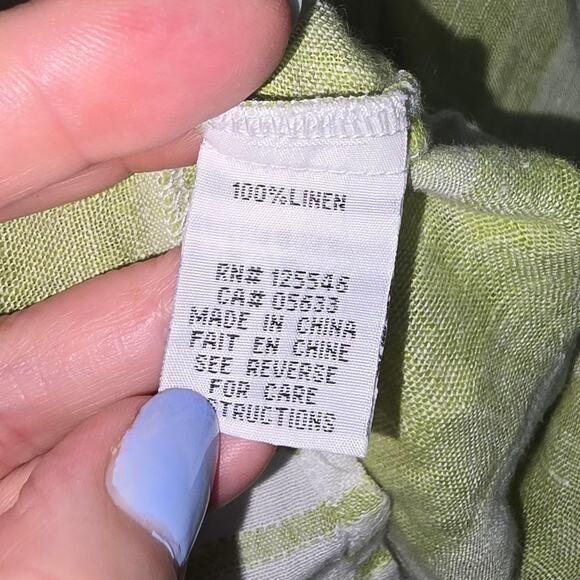 100%LINEN
RN# 125546
CA# 05633
MADE IN CHINA
FAIT EN CHINE
SEE REVERSE
FOR CARE
STRUCTIONS